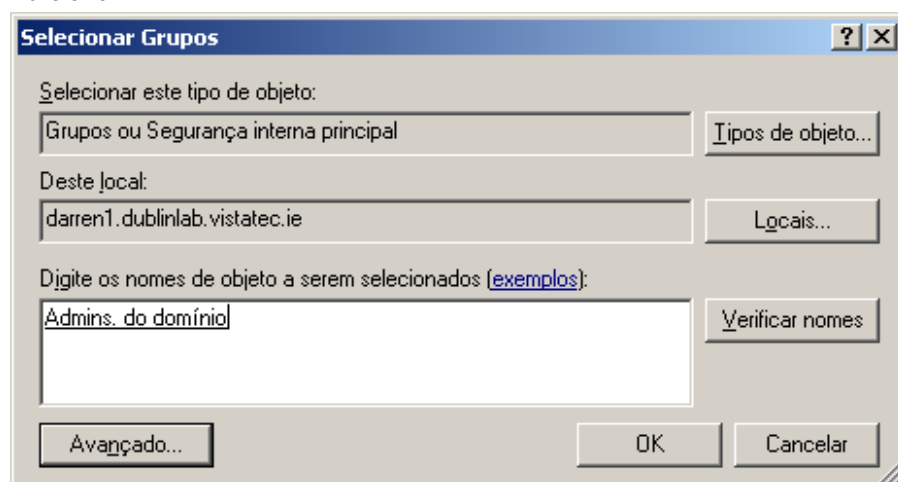 Selecionar Grupos
Selecionar este tipo de objeto:
Grupos ou Segurança interna principal
Tipos de objeto...
Deste local:
darren1.dublinlab.vistatec.ie
Locais...
Digite os nomes de objeto a serem selecionados (exemplos):
Admins. do domínio
Verificar nomes
Avançado...
OK
Cancelar